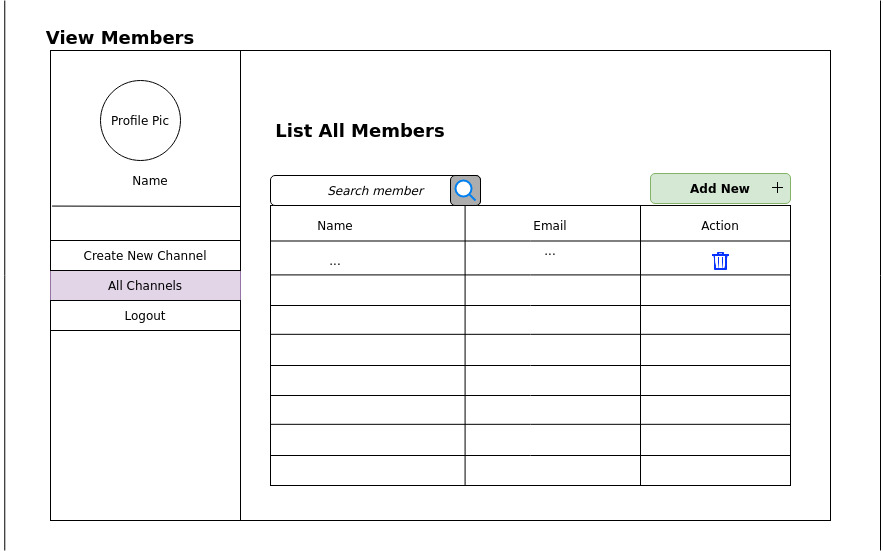 View Members
Profile Pic
Name
Create New Channel
All Channels
Logout
List All Members
Search member
Add New +
Name Email Action
... ...